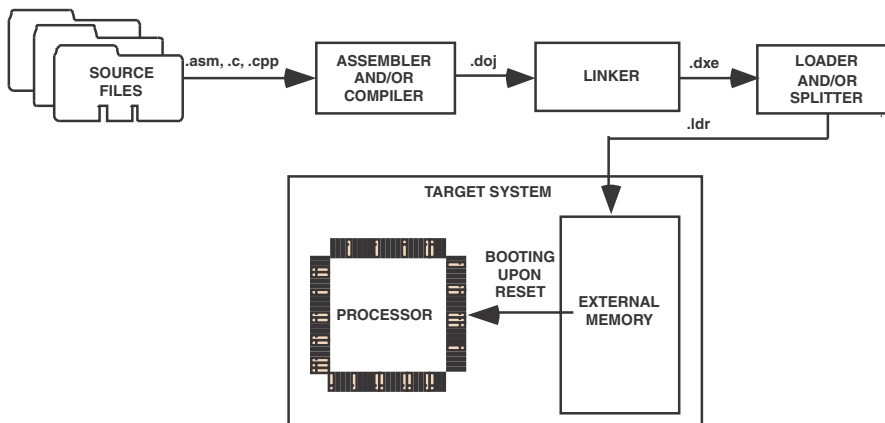 SOURCE
FILES
.asm, .c, .cpp
ASSEMBLER
AND/OR
COMPILER
.doj
LINKER
.dxe
LOADER
AND/OR
SPLITTER
.ldr
TARGET SYSTEM
PROCESSOR
BOOTING
UPON
RESET
EXTERNAL
MEMORY